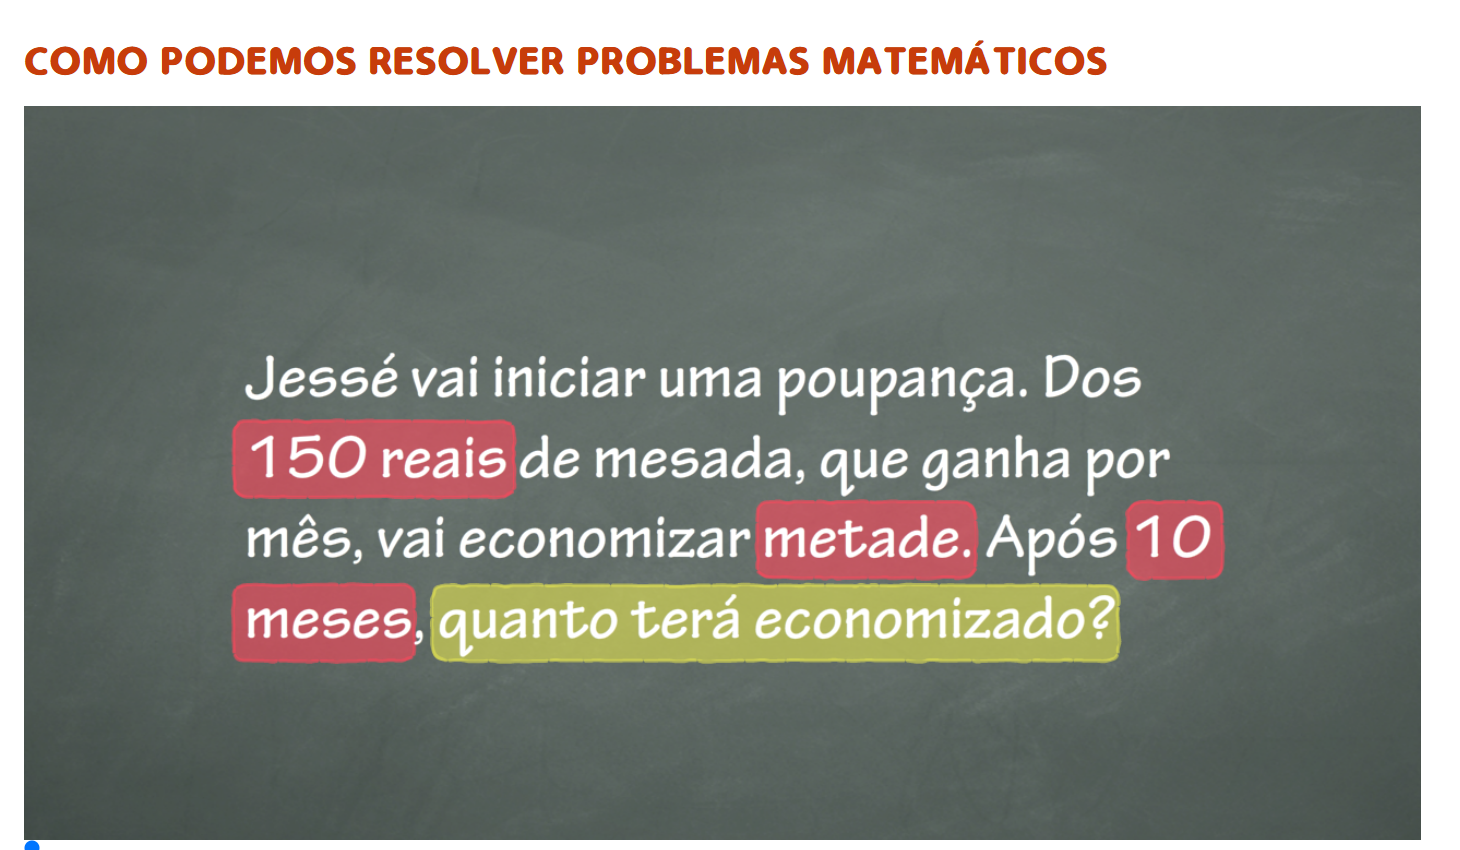 COMO PODEMOS RESOLVER PROBLEMAS MATEMÁTICOS
Jessé vai iniciar uma poupança. Dos
150 reais de mesada, que ganha por
mês, vai economizar metade. Após 10
meses, quanto terá economizado?